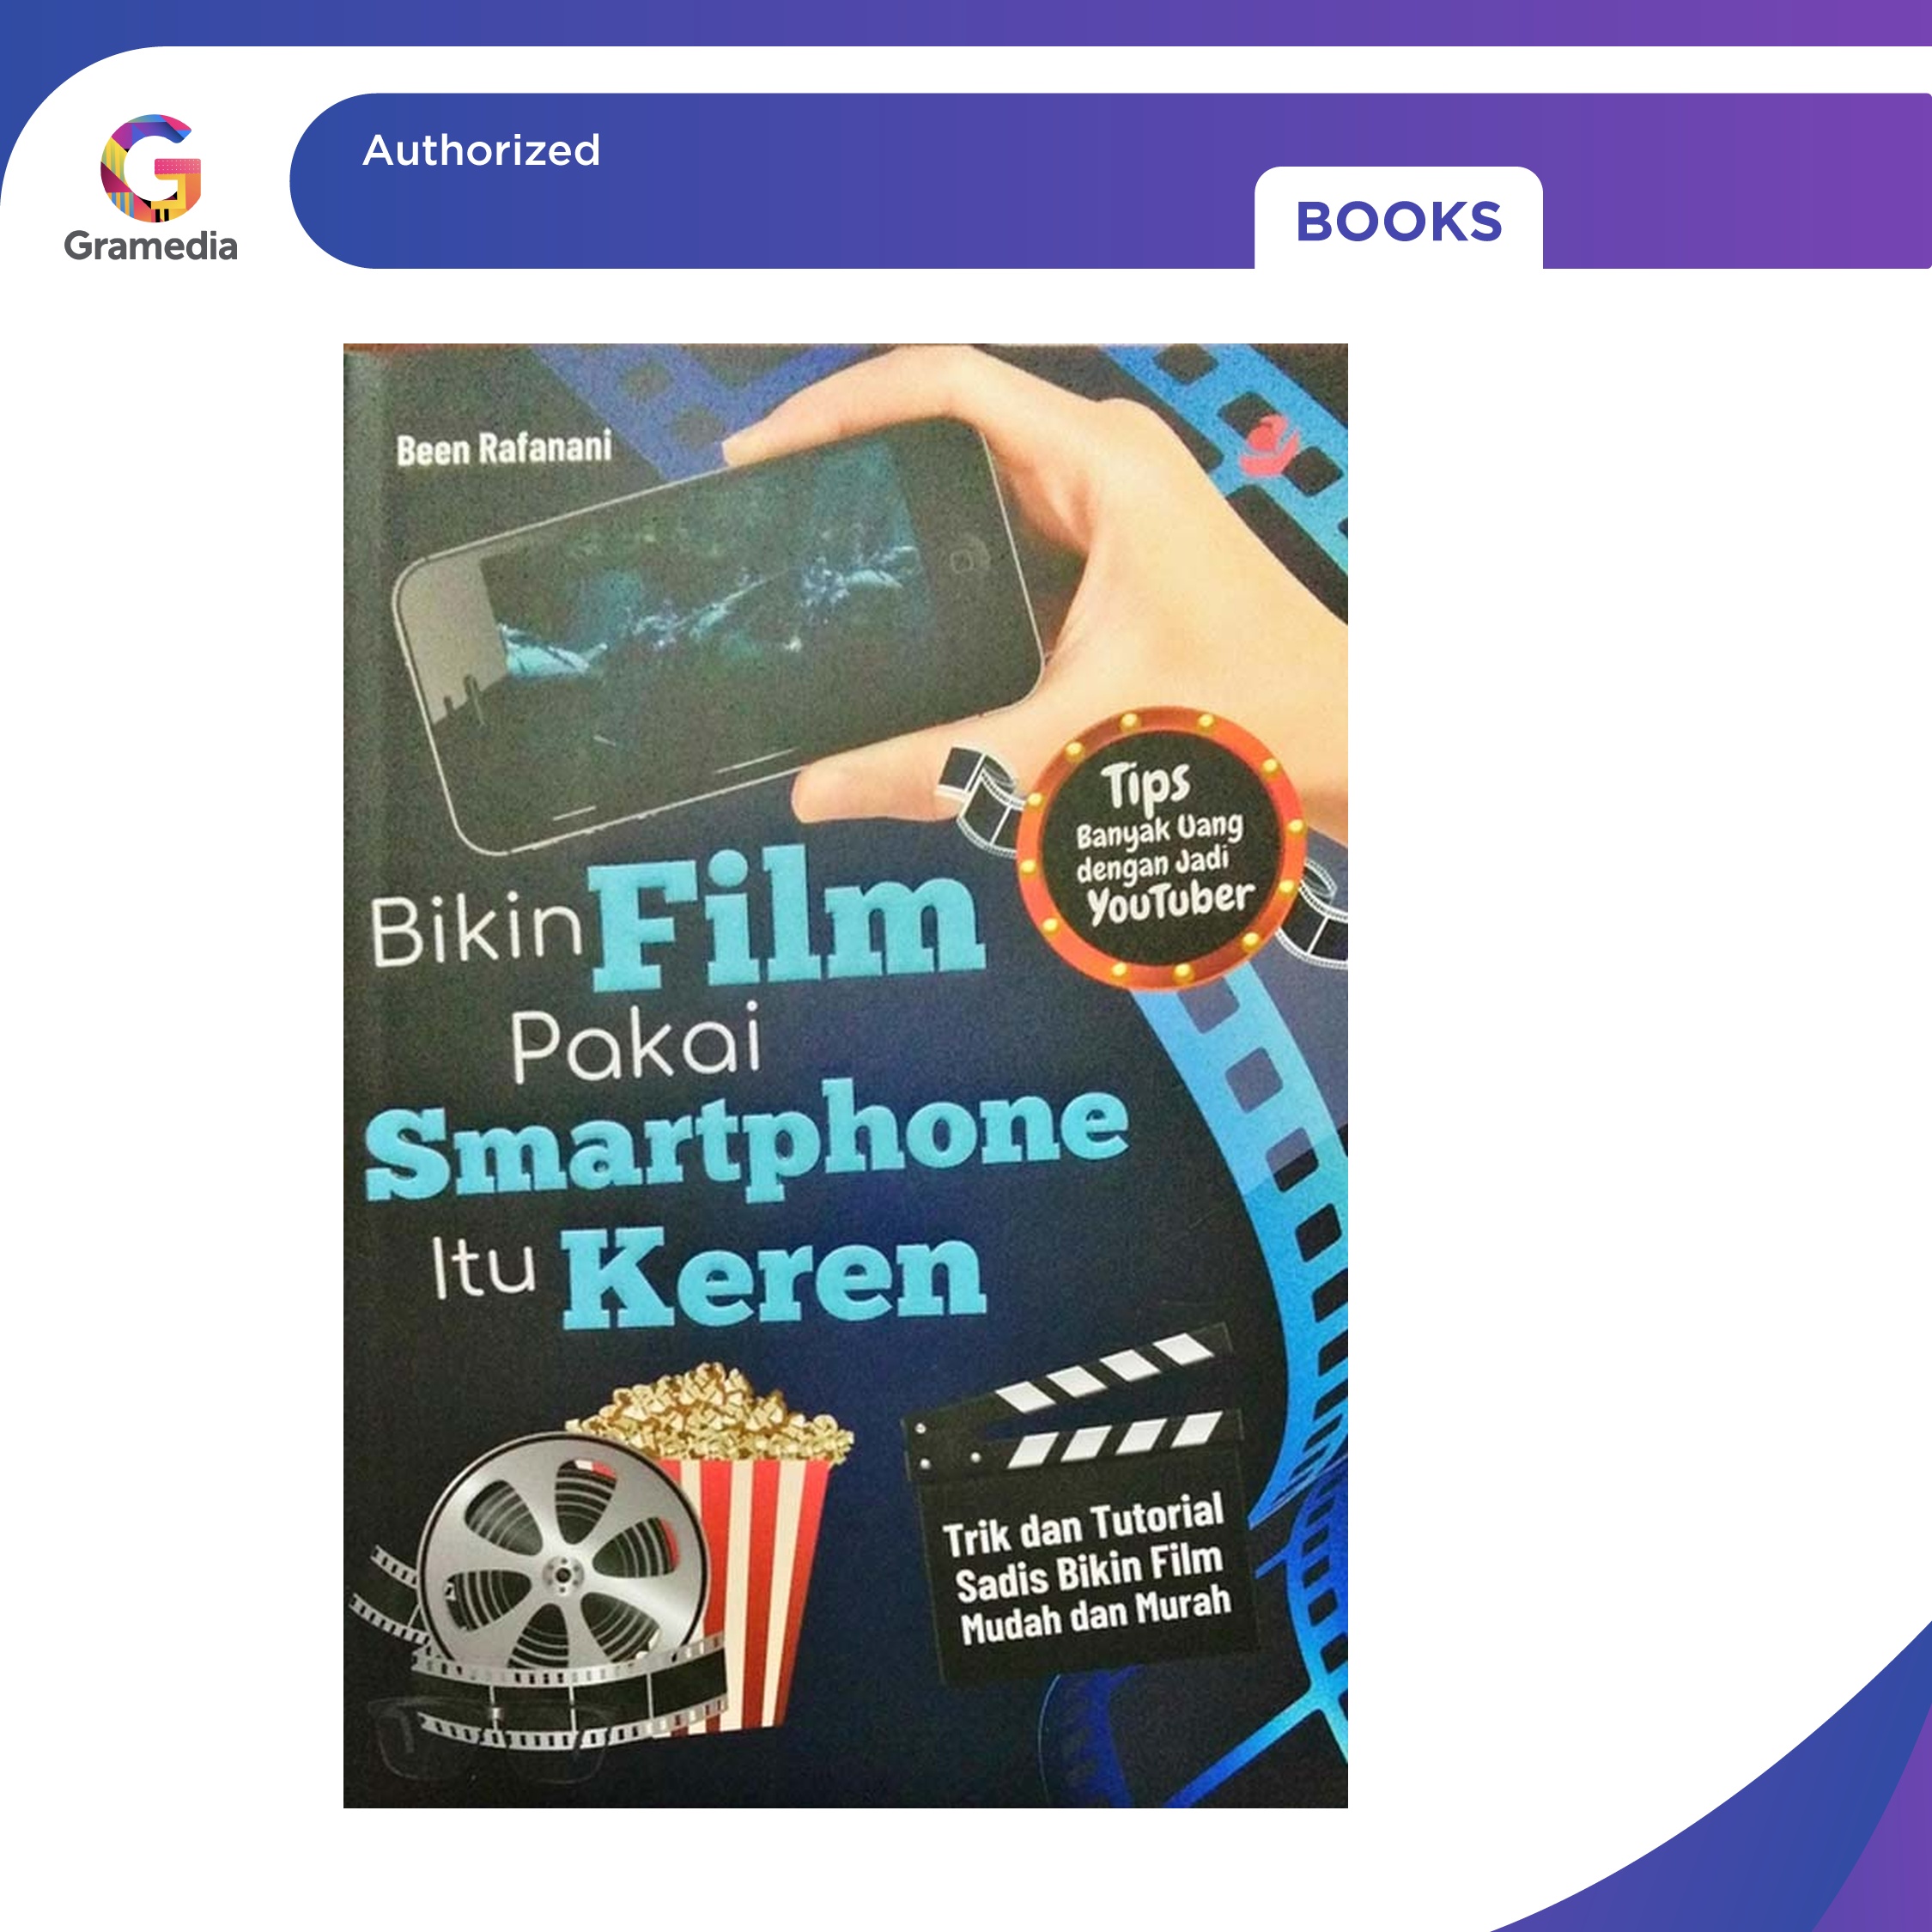 Gramedia
Authorized
BOOKS
Been Rafanani
Tips
Banyak Uang
dengan Jadi
YouTuber
Bikin Film
Pakai
Smartphone
Itu Keren
Trik dan Tutorial
Sadis Bikin Film
Mudah dan Murah